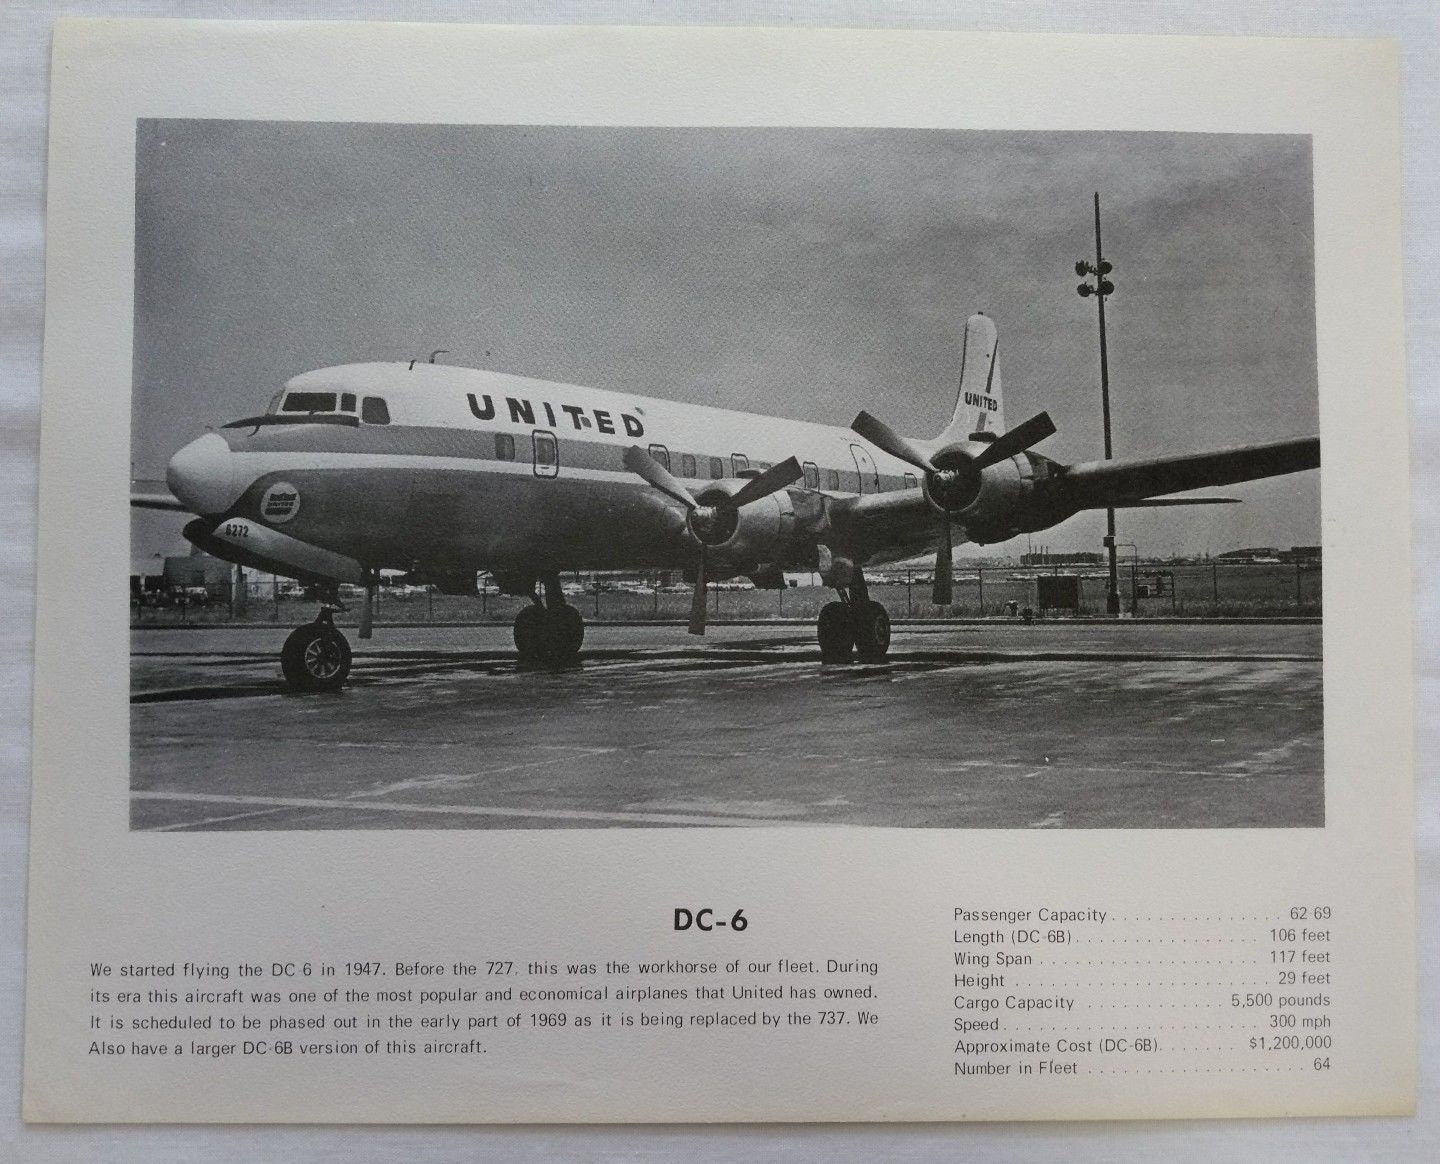 UNITED
UNITED
UNITED
6272
DC-6
We started flying the DC-6 in 1947. Before the 727, this was the workhorse of our fleet. During
its era this aircraft was one of the most popular and economical airplanes that United has owned.
It is scheduled to be phased out in the early part of 1969 as it is being replaced by the 737. We
Also have a larger DC-6B version of this aircraft.
Passenger Capacity . . . . . . . . . . . . . . . 62-69
Length (DC-6B) . . . . . . . . . . . . . . . . 106 feet
Wing Span . . . . . . . . . . . . . . . . . . . 117 feet
Height . . . . . . . . . . . . . . . . . . . . . . 29 feet
Cargo Capacity . . . . . . . . . . . . 5,500 pounds
Speed . . . . . . . . . . . . . . . . . . . . . . 300 mph
Approximate Cost (DC-6B) . . . . . . . $1,200,000
Number in Fleet . . . . . . . . . . . . . . . . . . . 64